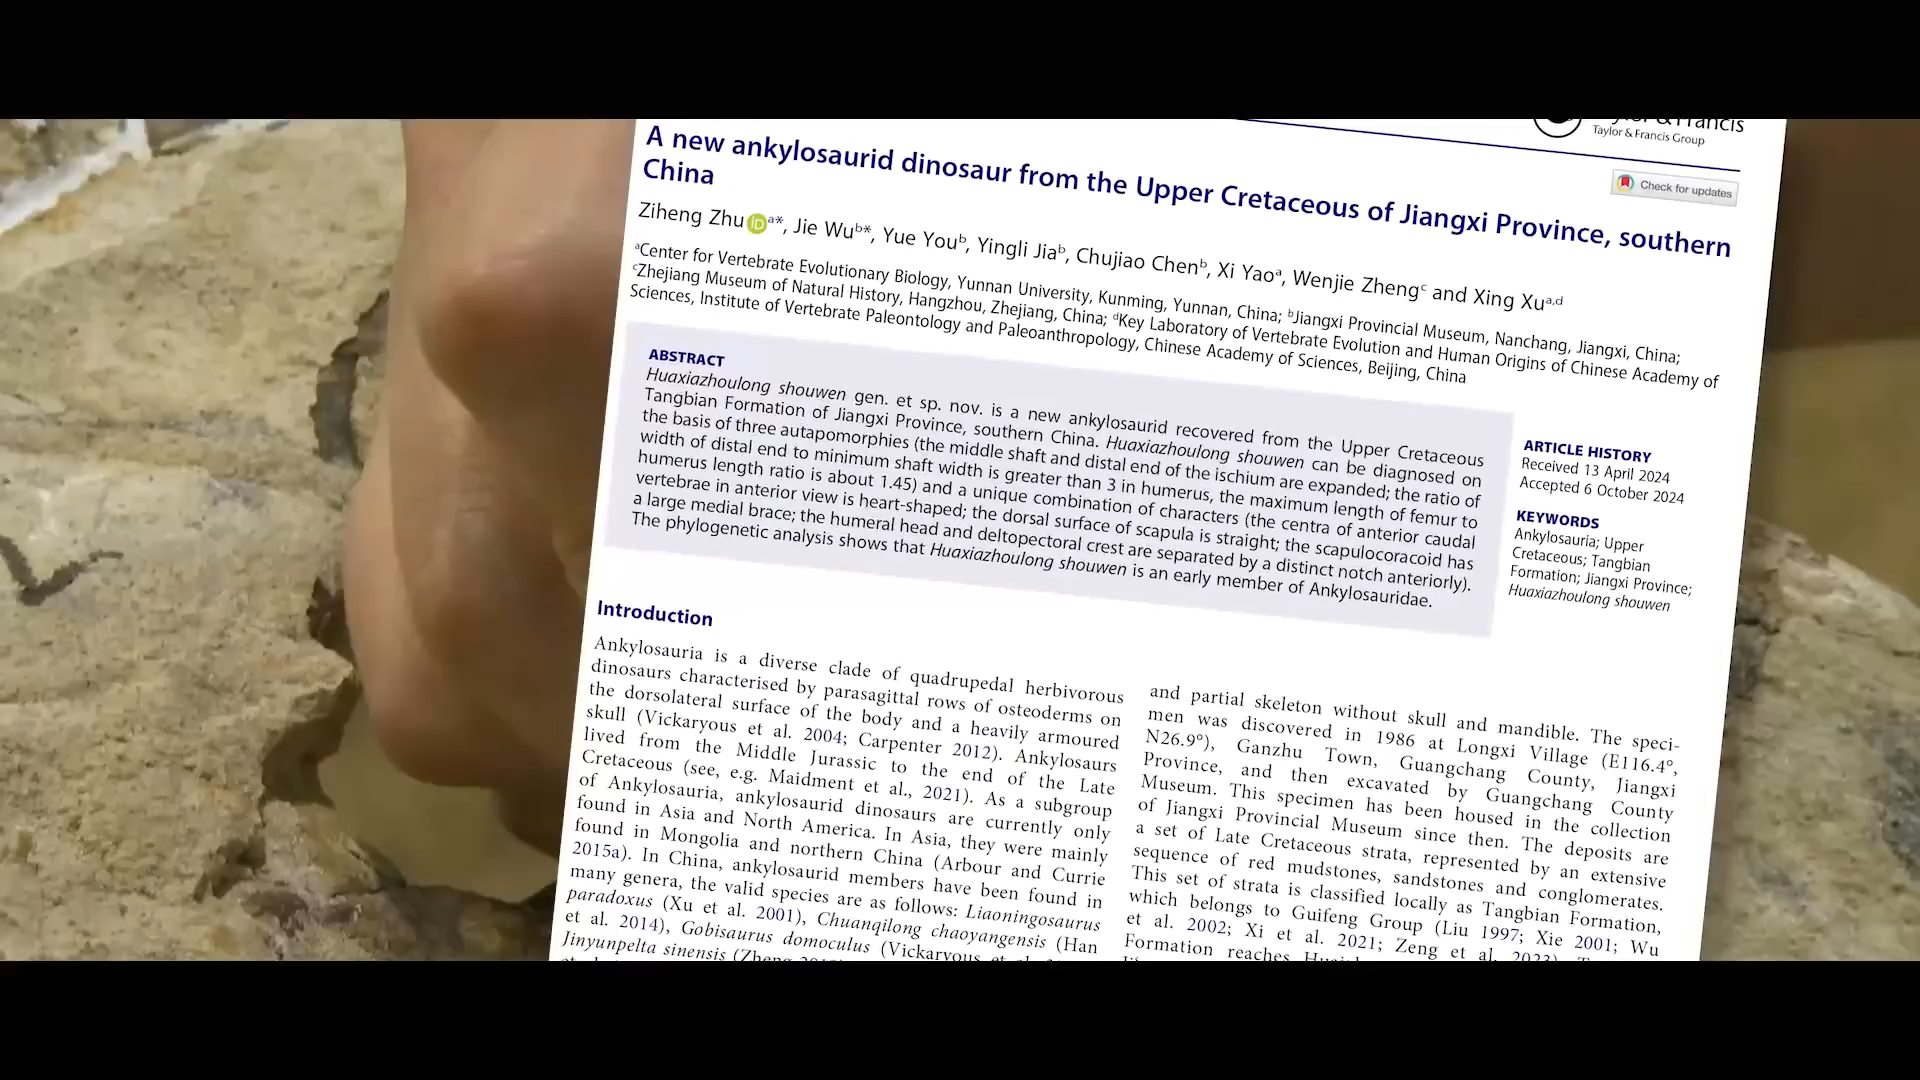 Taylor & Francis
Taylor & Francis Group
Check for updates
A new ankylosaurid dinosaur from the Upper Cretaceous of Jiangxi Province, southern
China
Ziheng Zhu iD a*, Jie Wub*, Yue Youb, Yingli Jiab, Chujiao Chenb, Xi Yaoa, Wenjie Zhengc and Xing Xua,d
aCenter for Vertebrate Evolutionary Biology, Yunnan University, Kunming, Yunnan, China; bJiangxi Provincial Museum, Nanchang, Jiangxi, China;
cZhejiang Museum of Natural History, Hangzhou, Zhejiang, China; dKey Laboratory of Vertebrate Evolution and Human Origins of Chinese Academy of
Sciences, Institute of Vertebrate Paleontology and Paleoanthropology, Chinese Academy of Sciences, Beijing, China
ABSTRACT
Huaxiazhoulong shouwen gen. et sp. nov. is a new ankylosaurid recovered from the Upper Cretaceous
Tangbian Formation of Jiangxi Province, southern China. Huaxiazhoulong shouwen can be diagnosed on
the basis of three autapomorphies (the middle shaft and distal end of the ischium are expanded; the ratio of
width of distal end to minimum shaft width is greater than 3 in humerus, the maximum length of femur to
humerus length ratio is about 1.45) and a unique combination of characters (the centra of anterior caudal
vertebrae in anterior view is heart-shaped; the dorsal surface of scapula is straight; the scapulocoracoid has
a large medial brace; the humeral head and deltopectoral crest are separated by a distinct notch anteriorly).
The phylogenetic analysis shows that Huaxiazhoulong shouwen is an early member of Ankylosauridae.
ARTICLE HISTORY
Received 13 April 2024
Accepted 6 October 2024
KEYWORDS
Ankylosauria; Upper
Cretaceous; Tangbian
Formation; Jiangxi Province;
Huaxiazhoulong shouwen
Introduction
Ankylosauria is a diverse clade of quadrupedal herbivorous
dinosaurs characterised by parasagittal rows of osteoderms on
the dorsolateral surface of the body and a heavily armoured
skull (Vickaryous et al. 2004; Carpenter 2012). Ankylosaurs
lived from the Middle Jurassic to the end of the Late
Cretaceous (see, e.g. Maidment et al., 2021). As a subgroup
of Ankylosauria, ankylosaurid dinosaurs are currently only
found in Asia and North America. In Asia, they were mainly
found in Mongolia and northern China (Arbour and Currie
2015a). In China, ankylosaurid members have been found in
many genera, the valid species are as follows: Liaoningosaurus
paradoxus (Xu et al. 2001), Chuanqilong chaoyangensis (Han
et al. 2014), Gobisaurus domoculus (Vickaryous et al.
Jinyunpelta sinensis (Zheng
and partial skeleton without skull and mandible. The speci-
men was discovered in 1986 at Longxi Village (E116.4°,
N26.9°), Ganzhu Town, Guangchang County, Jiangxi
Province, and then excavated by Guangchang County
Museum. This specimen has been housed in the collection
of Jiangxi Provincial Museum since then. The deposits are
a set of Late Cretaceous strata, represented by an extensive
sequence of red mudstones, sandstones and conglomerates.
This set of strata is classified locally as Tangbian Formation,
which belongs to Guifeng Group (Liu 1997; Xie 2001; Wu
et al. 2002; Xi et al. 2021; Zeng et al. 2023).
Formation reaches